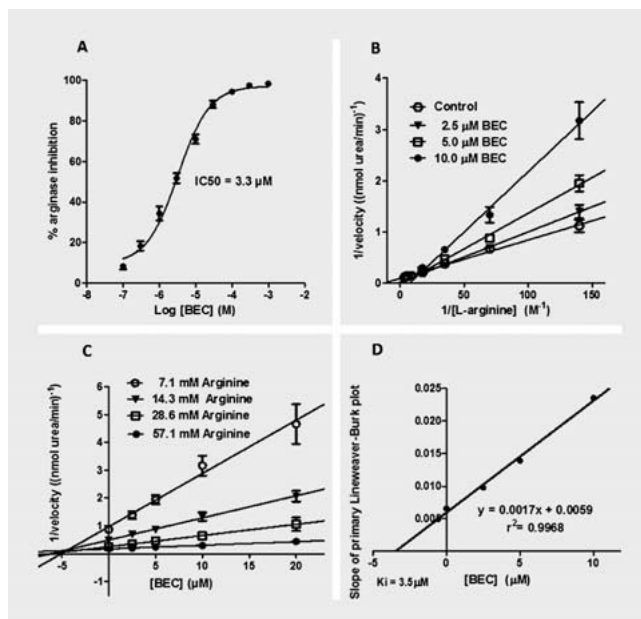 A
% arginase inhibition
100
80
60
40
20
0
IC50 = 3.3 µM
-8 -7 -6 -5 -4 -3 -2
Log [BEC] (M)
B
1/velocity ((nmol urea/min)⁻¹
4
3
2
1
0
Control
2.5 µM BEC
5.0 µM BEC
10.0 µM BEC
0 50 100 150
1/[L-arginine] (M⁻¹)
C
1/velocity ((nmol urea/min)⁻¹
6
5
4
3
2
1
-1
7.1 mM Arginine
14.3 mM Arginine
28.6 mM Arginine
57.1 mM Arginine
-5 5 10 15 20
[BEC] (µM)
D
Slope of primary Lineweaver-Burk plot
0.025
0.020
0.015
0.010
0.005
y = 0.0017x + 0.0059
r²= 0.9968
-5 0 5 10
Ki = 3.5µM
[BEC] (µM)